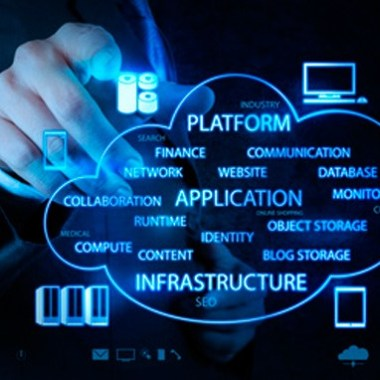 INDUSTRY
PLATFORM
SEARCH
FINANCE COMMUNICATION
NETWORK WEBSITE DATABASE
COLLABORATION APPLICATION MONITO
ONLINE SHOPPING
RUNTIME OBJECT STORAGE
MEDICAL IDENTITY
COMPUTE CONTENT BLOG STORAGE
INFRASTRUCTURE
SEO